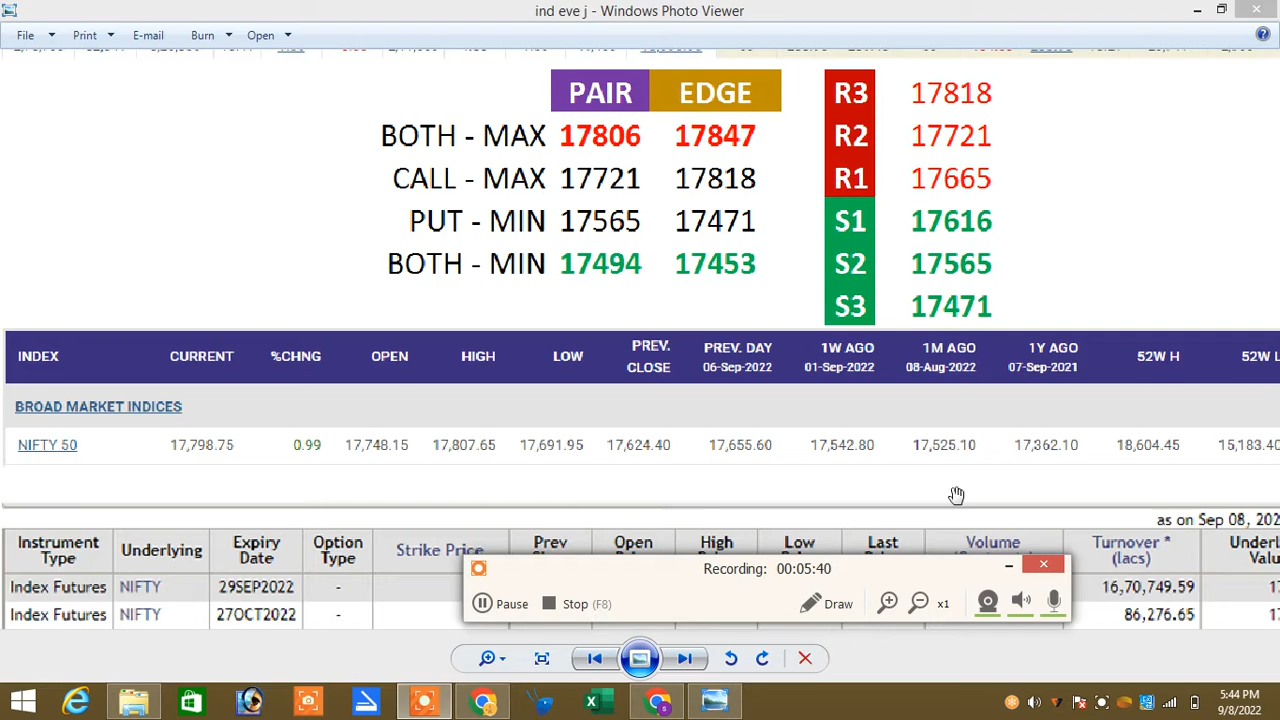 ind eve j - Windows Photo Viewer
File Print E-mail Burn Open
PAIR EDGE R3 17818
BOTH - MAX 17806 17847 R2 17721
CALL - MAX 17721 17818 R1 17665
PUT - MIN 17565 17471 S1 17616
BOTH - MIN 17494 17453 S2 17565
S3 17471
INDEX CURRENT %CHNG OPEN HIGH LOW PREV. CLOSE PREV. DAY 06-Sep-2022 1W AGO 01-Sep-2022 1M AGO 08-Aug-2022 1Y AGO 07-Sep-2021 52W H 52W L
BROAD MARKET INDICES
NIFTY 50 17,798.75 0.99 17,748.15 17,807.65 17,691.95 17,624.40 17,655.60 17,542.80 17,525.10 17,362.10 18,604.45 15,183.40
as on Sep 08, 202
Instrument Type Underlying Expiry Date Option Type Strike Price Prev Open High Low Last Volume Turnover * (lacs) Underl Valu
Index Futures NIFTY 29SEP2022 - 16,70,749.59 17
Index Futures NIFTY 27OCT2022 - 86,276.65 17
Recording: 00:05:40
Pause Stop (F8) Draw x1
5:44 PM
9/8/2022